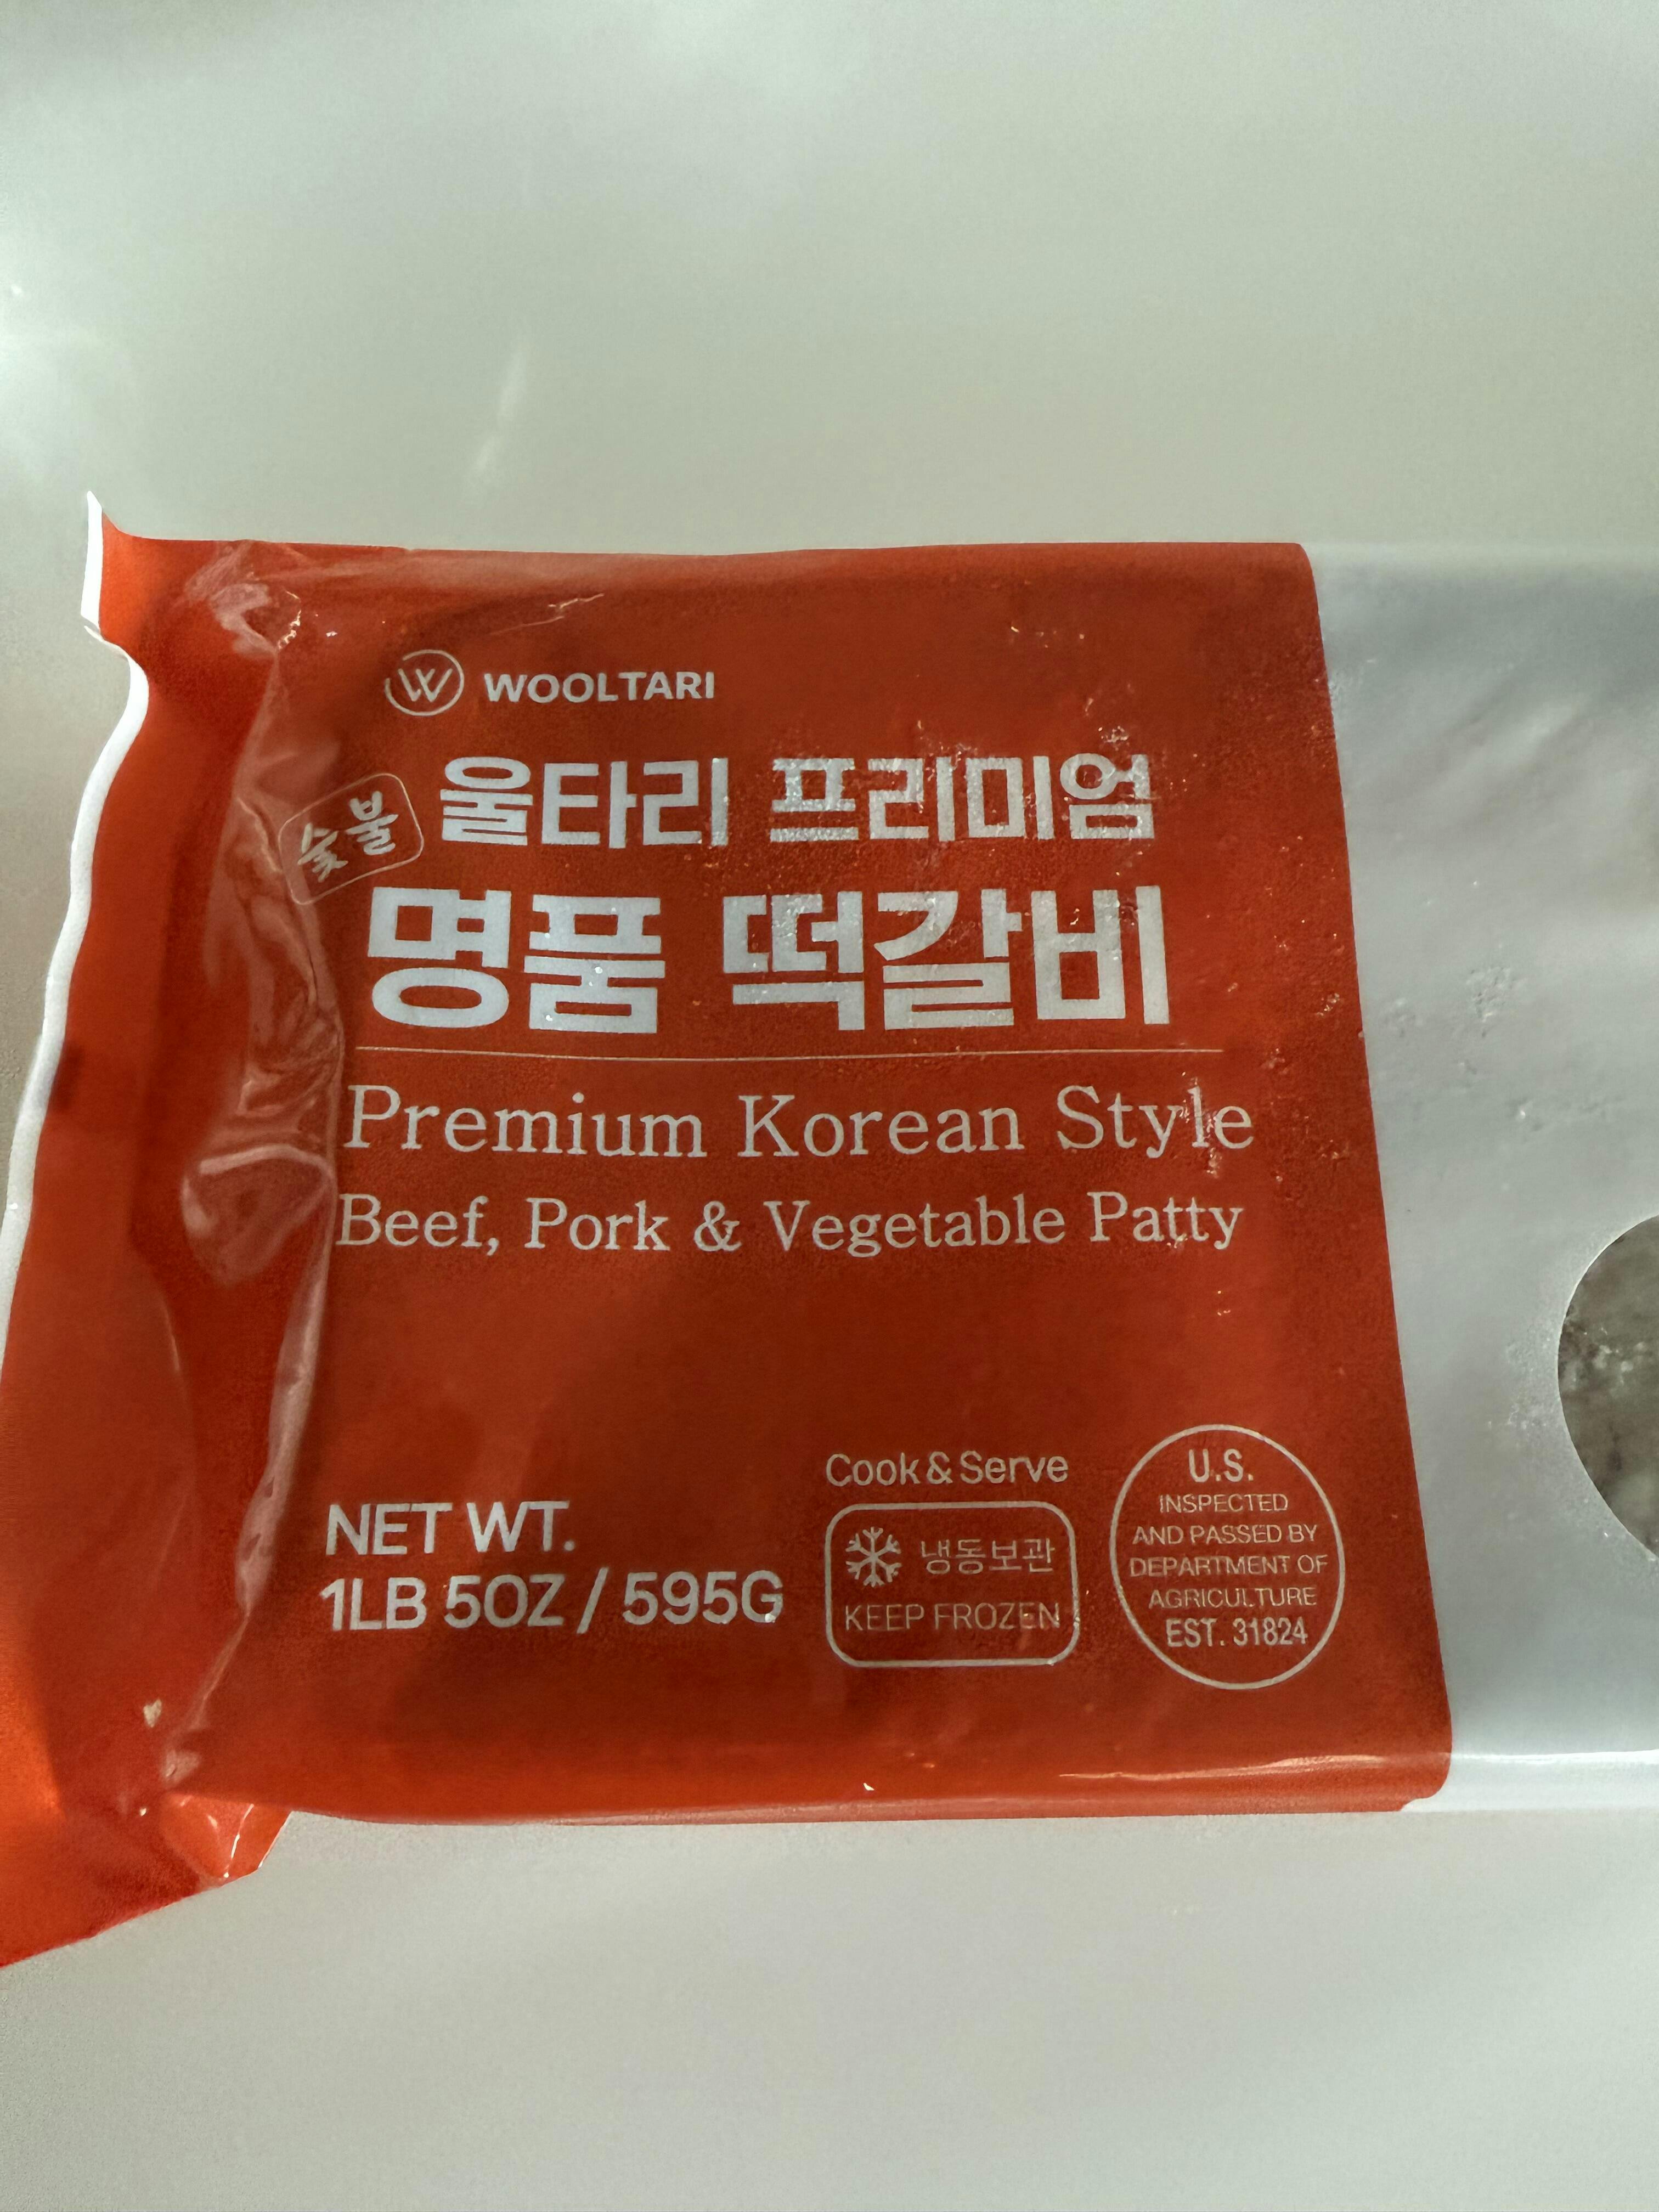 W WOOLTARI
숯불
울타리 프리미엄
명품 떡갈비
Premium Korean Style
Beef, Pork & Vegetable Patty
NET WT.
1LB 5OZ / 595G
Cook & Serve
냉동보관
KEEP FROZEN
U.S.
INSPECTED
AND PASSED BY
DEPARTMENT OF
AGRICULTURE
EST. 31824